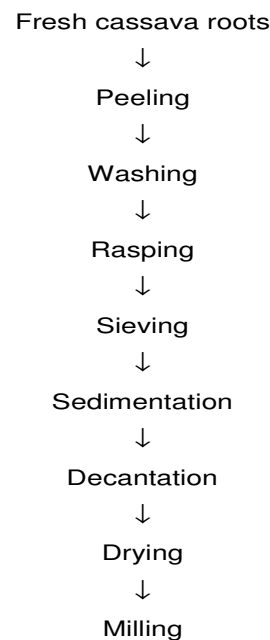 Fresh cassava roots
↓
Peeling
↓
Washing
↓
Rasping
↓
Sieving
↓
Sedimentation
↓
Decantation
↓
Drying
↓
Milling